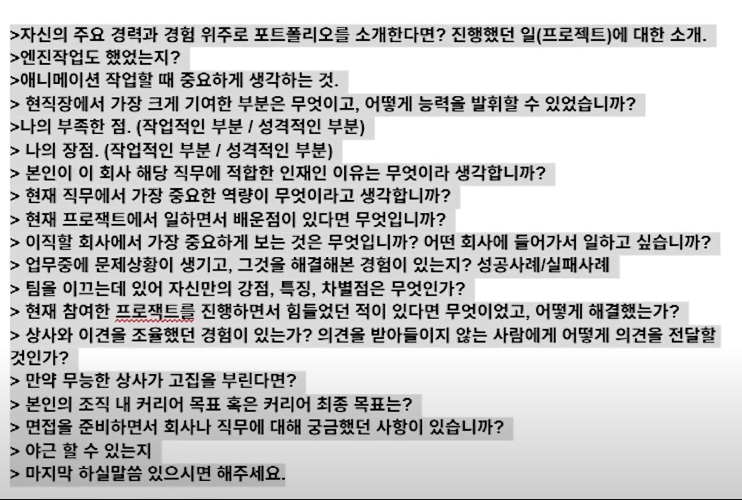 >자신의 주요 경력과 경험 위주로 포트폴리오를 소개한다면? 진행했던 일(프로젝트)에 대한 소개.
>엔진작업도 했었는지?
>애니메이션 작업할 때 중요하게 생각하는 것.
> 현직장에서 가장 크게 기여한 부분은 무엇이고, 어떻게 능력을 발휘할 수 있었습니까?
>나의 부족한 점. (작업적인 부분 / 성격적인 부분)
> 나의 장점. (작업적인 부분 / 성격적인 부분)
> 본인이 이 회사 해당 직무에 적합한 인재인 이유는 무엇이라 생각합니까?
> 현재 직무에서 가장 중요한 역량이 무엇이라고 생각합니까?
> 현재 프로잭트에서 일하면서 배운점이 있다면 무엇입니까?
> 이직할 회사에서 가장 중요하게 보는 것은 무엇입니까? 어떤 회사에 들어가서 일하고 싶습니까?
> 업무중에 문제상황이 생기고, 그것을 해결해본 경험이 있는지? 성공사례/실패사례
> 팀을 이끄는데 있어 자신만의 강점, 특징, 차별점은 무엇인가?
> 현재 참여한 프로잭트를 진행하면서 힘들었던 적이 있다면 무엇이었고, 어떻게 해결했는가?
> 상사와 이견을 조율했던 경험이 있는가? 의견을 받아들이지 않는 사람에게 어떻게 의견을 전달할
것인가?
> 만약 무능한 상사가 고집을 부린다면?
> 본인의 조직 내 커리어 목표 혹은 커리어 최종 목표는?
> 면접을 준비하면서 회사나 직무에 대해 궁금했던 사항이 있습니까?
> 야근 할 수 있는지
> 마지막 하실말씀 있으시면 해주세요.